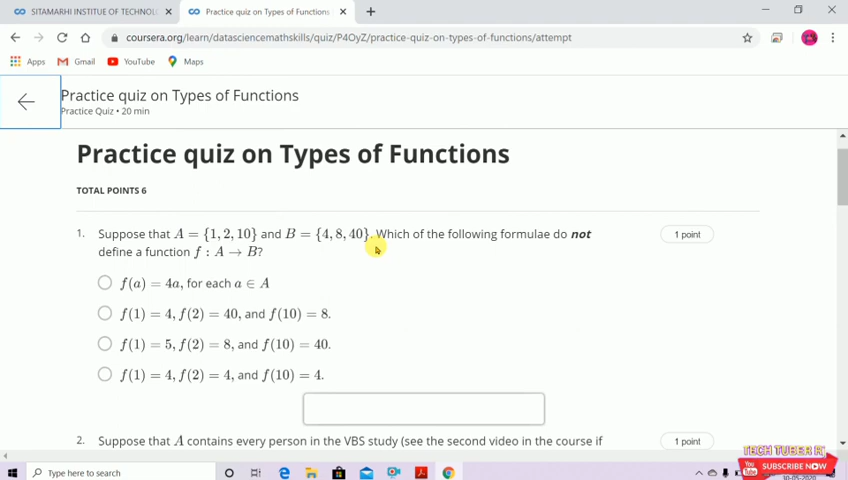 SITAMARHI INSTITUE OF TECHNOL
Practice quiz on Types of Functions
coursera.org/learn/datasciencemathskills/quiz/P4OyZ/practice-quiz-on-types-of-functions/attempt
Apps Gmail YouTube Maps
Practice quiz on Types of Functions
Practice Quiz • 20 min
Practice quiz on Types of Functions
TOTAL POINTS 6
1. Suppose that A = {1, 2, 10} and B = {4, 8, 40}. Which of the following formulae do not 1 point
define a function f : A → B?
f(a) = 4a, for each a ∈ A
f(1) = 4, f(2) = 40, and f(10) = 8.
f(1) = 5, f(2) = 8, and f(10) = 40.
f(1) = 4, f(2) = 4, and f(10) = 4.
2. Suppose that A contains every person in the VBS study (see the second video in the course if 1 point
TECH TUBER
You Tube SUBSCRIBE NOW
Type here to search
30-05-2020